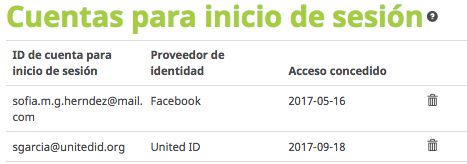 Cuentas para inicio de sesión ?
ID de cuenta para inicio de sesión Proveedor de identidad Acceso concedido
sofia.m.g.herndez@mail.com Facebook 2017-05-16
sgarcia@unitedid.org United ID 2017-09-18